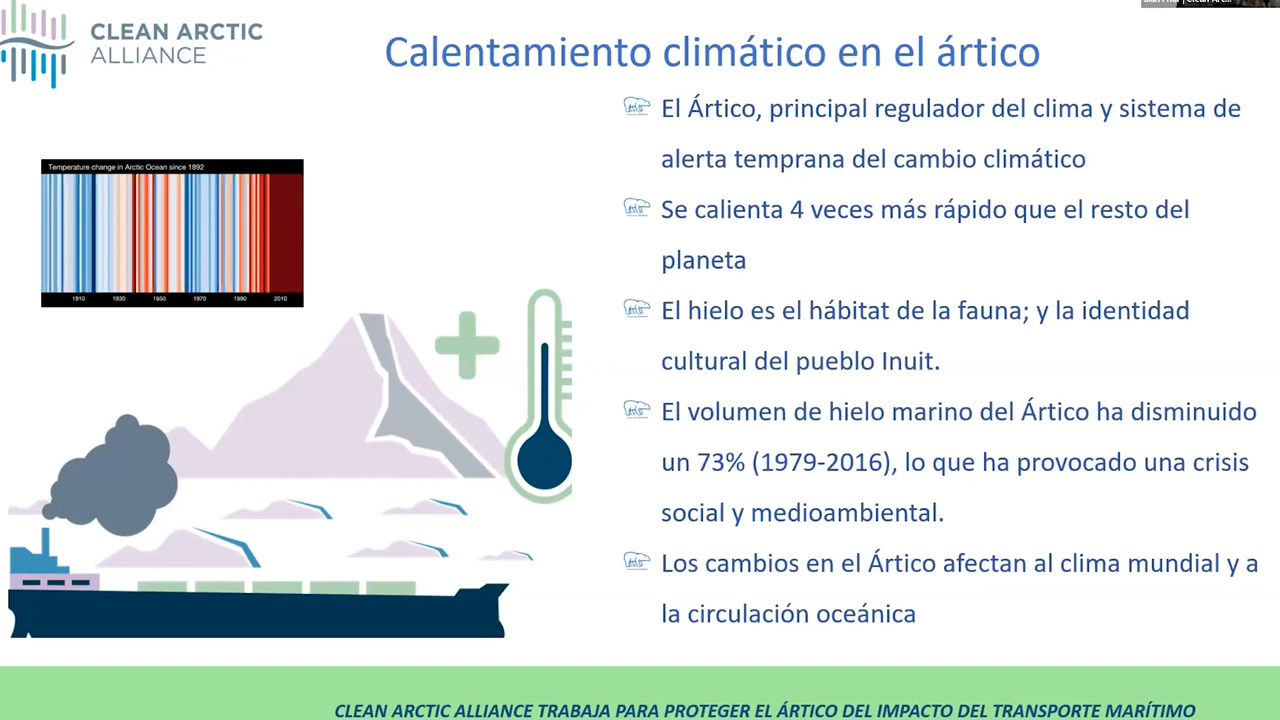 CLEAN ARCTIC
ALLIANCE
Calentamiento climático en el ártico
El Ártico, principal regulador del clima y sistema de
alerta temprana del cambio climático
Se calienta 4 veces más rápido que el resto del
planeta
El hielo es el hábitat de la fauna; y la identidad
cultural del pueblo Inuit.
El volumen de hielo marino del Ártico ha disminuido
un 73% (1979-2016), lo que ha provocado una crisis
social y medioambiental.
Los cambios en el Ártico afectan al clima mundial y a
la circulación oceánica
Temperature change in Arctic Ocean since 1892
1910 1930 1950 1970 1990 2010
CLEAN ARCTIC ALLIANCE TRABAJA PARA PROTEGER EL ÁRTICO DEL IMPACTO DEL TRANSPORTE MARÍTIMO